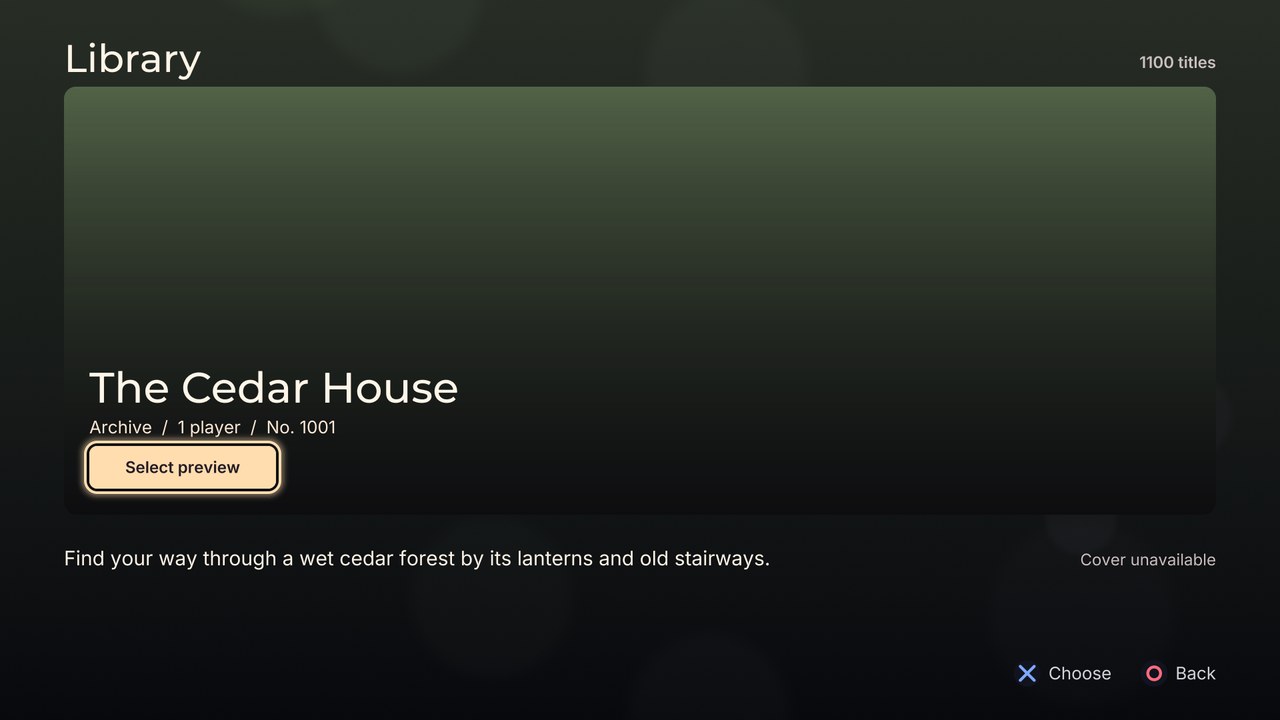 Library
1100 titles
The Cedar House
Archive / 1 player / No. 1001
Select preview
Find your way through a wet cedar forest by its lanterns and old stairways.
Cover unavailable
Choose
Back